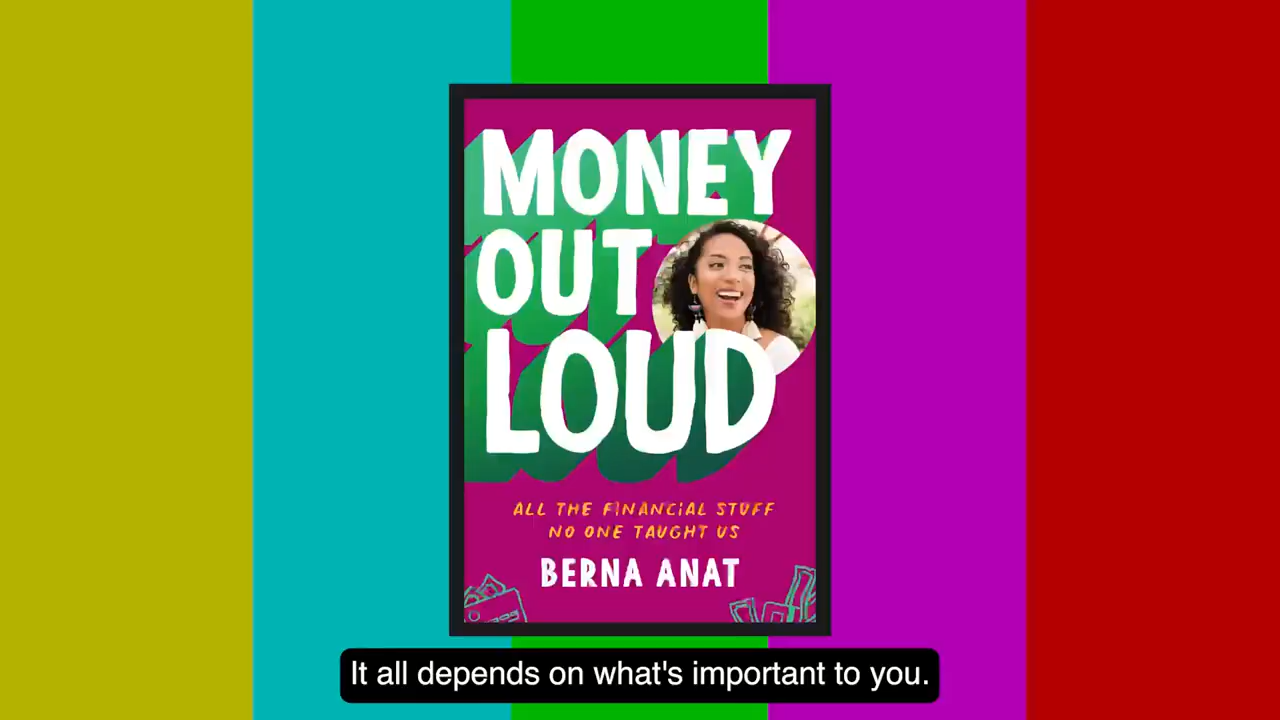 MONEY
OUT
LOUD
ALL THE FINANCIAL STUFF
NO ONE TAUGHT US
BERNA ANAT
It all depends on what's important to you.